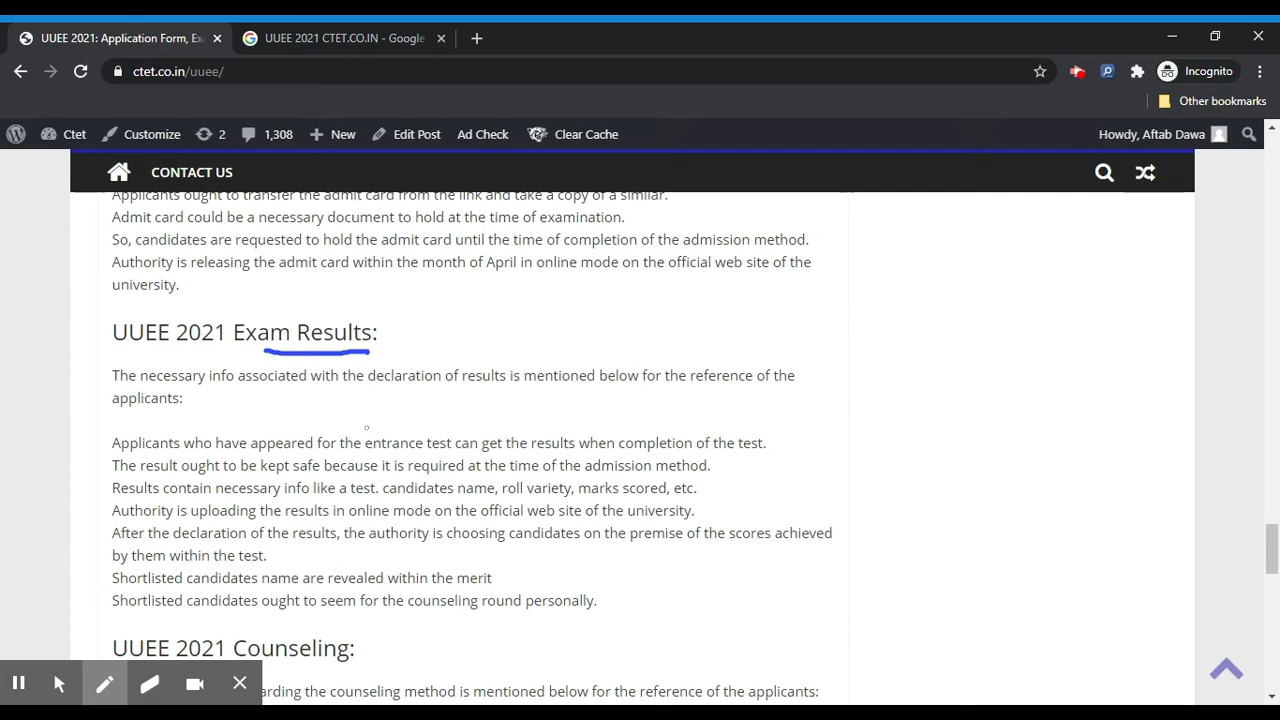 UUEE 2021: Application Form, Ex
UUEE 2021 CTET.CO.IN - Google
ctet.co.in/uuee/
Incognito
Other bookmarks
Ctet Customize 2 1,308 New Edit Post Ad Check Clear Cache Howdy, Aftab Dawa
CONTACT US
Applicants ought to transfer the admit card from the link and take a copy of a similar.
Admit card could be a necessary document to hold at the time of examination.
So, candidates are requested to hold the admit card until the time of completion of the admission method.
Authority is releasing the admit card within the month of April in online mode on the official web site of the
university.
UUEE 2021 Exam Results:
The necessary info associated with the declaration of results is mentioned below for the reference of the
applicants:
Applicants who have appeared for the entrance test can get the results when completion of the test.
The result ought to be kept safe because it is required at the time of the admission method.
Results contain necessary info like a test. candidates name, roll variety, marks scored, etc.
Authority is uploading the results in online mode on the official web site of the university.
After the declaration of the results, the authority is choosing candidates on the premise of the scores achieved
by them within the test.
Shortlisted candidates name are revealed within the merit
Shortlisted candidates ought to seem for the counseling round personally.
UUEE 2021 Counseling:
arding the counseling method is mentioned below for the reference of the applicants: